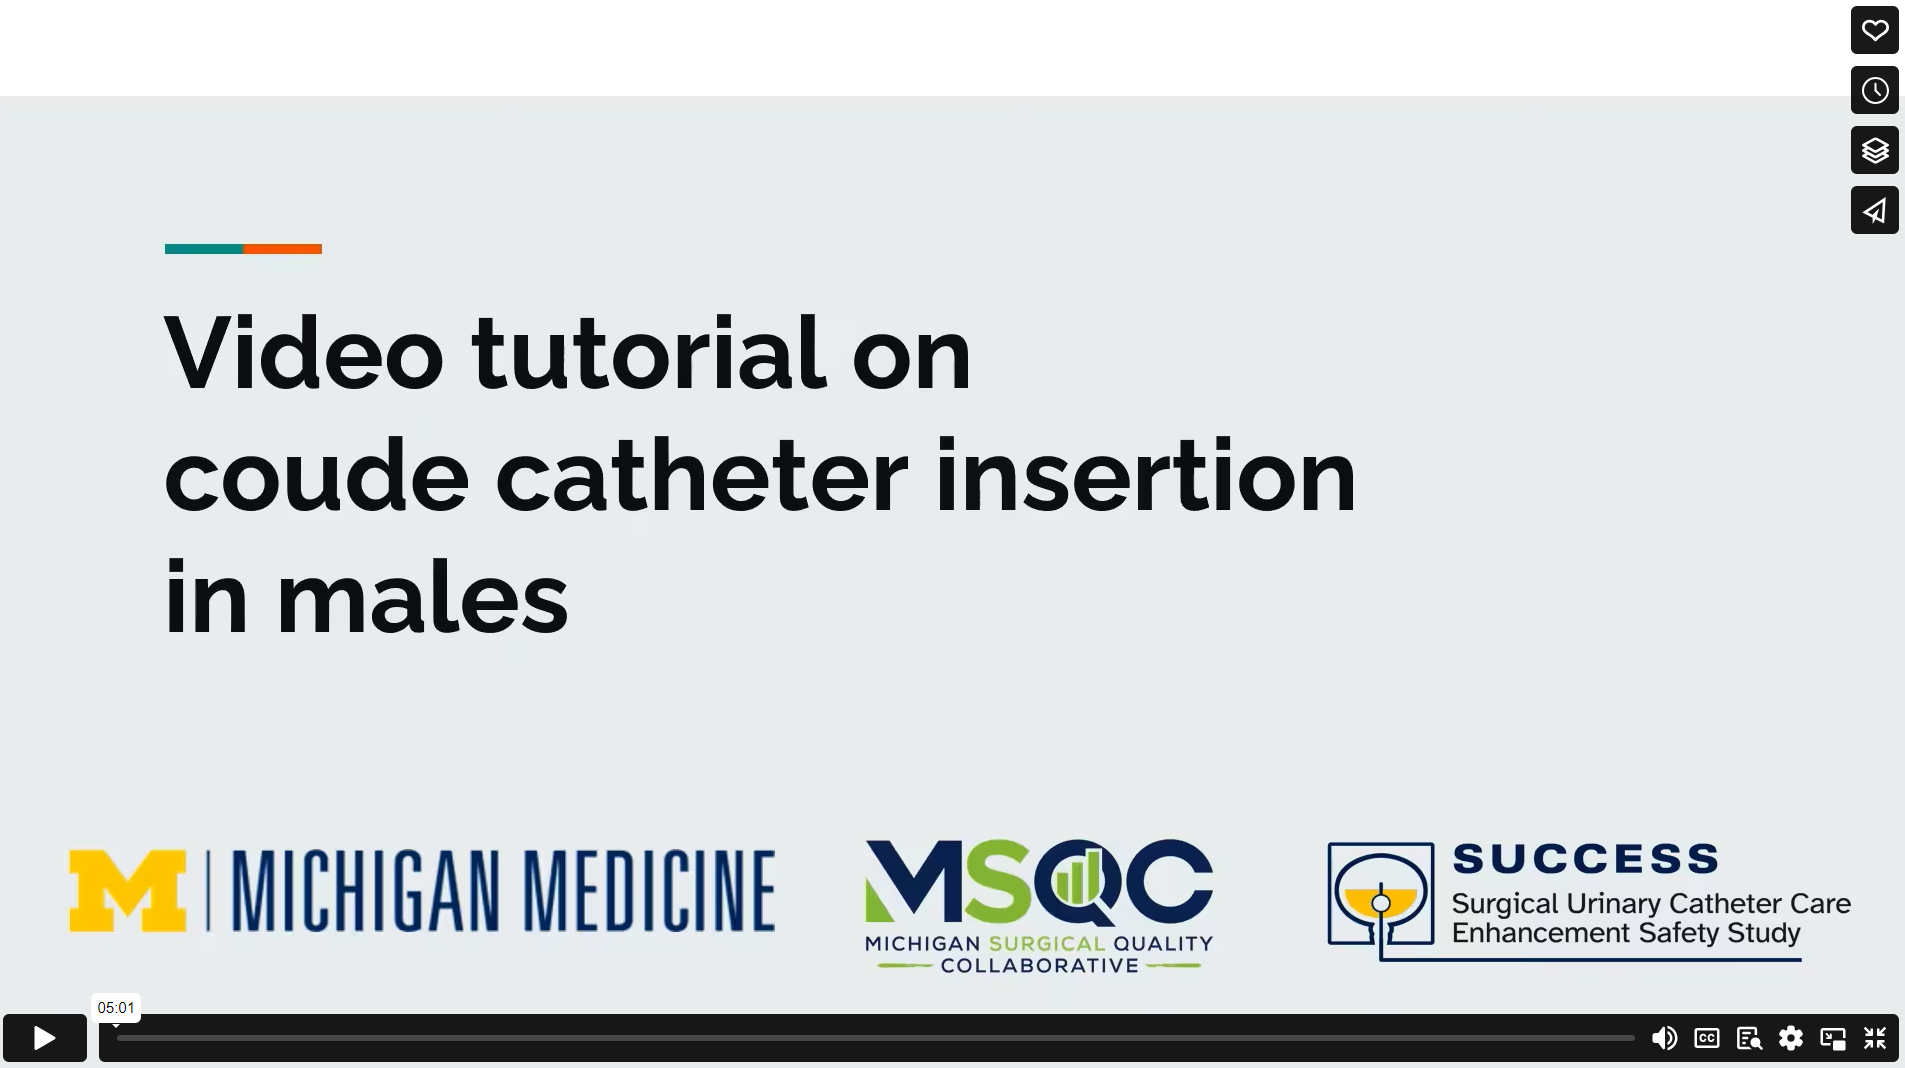 Video tutorial on
coude catheter insertion
in males
M MICHIGAN MEDICINE
MSQC
MICHIGAN SURGICAL QUALITY
COLLABORATIVE
SUCCESS
Surgical Urinary Catheter Care
Enhancement Safety Study
05:01
CC